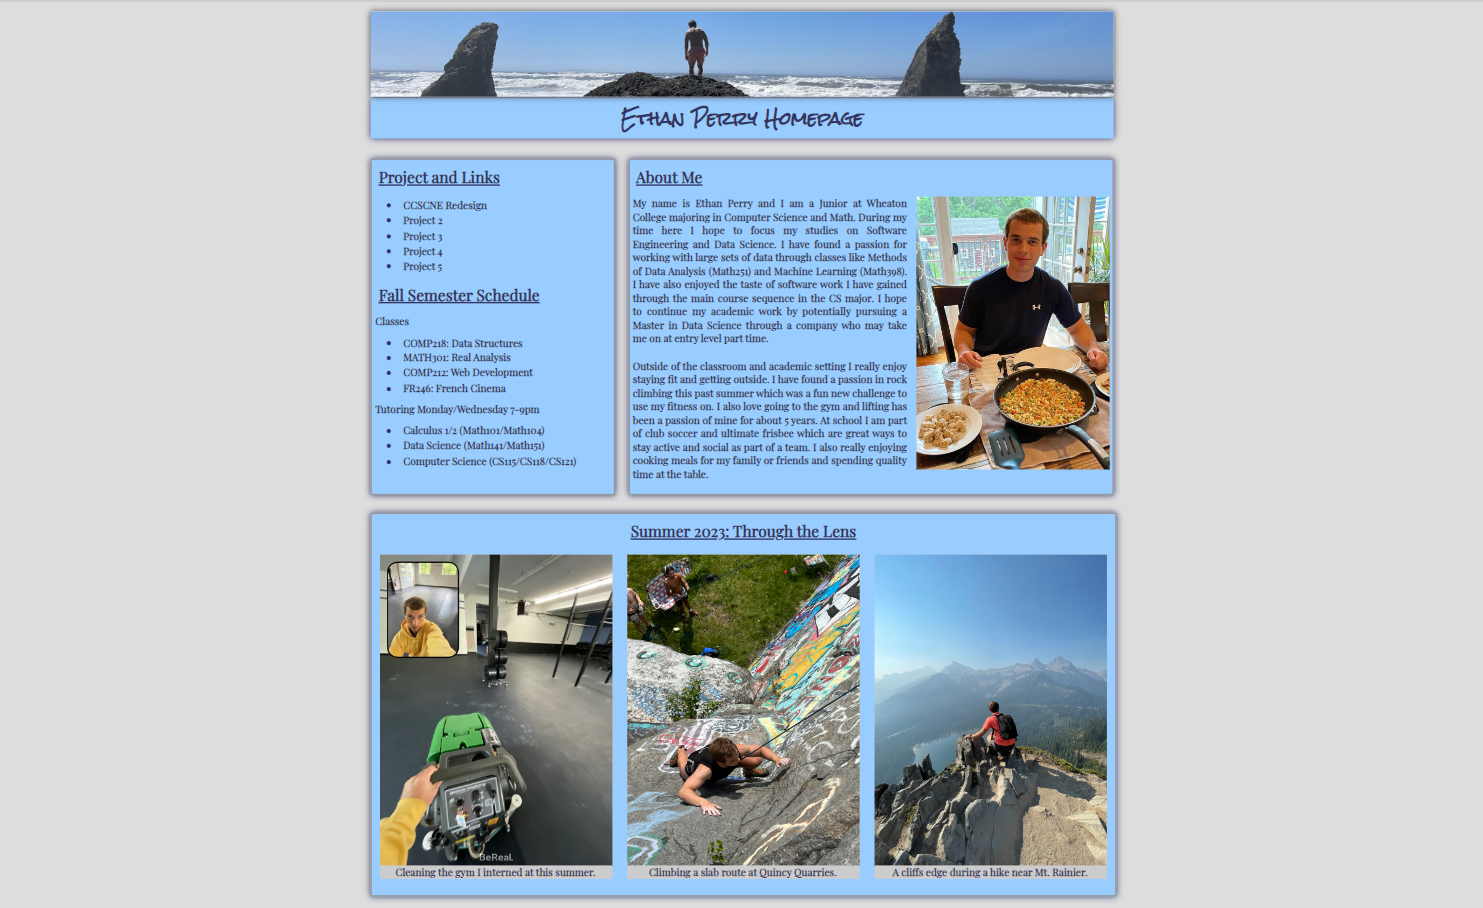 Ethan Perry Homepage
Project and Links
CCSCNE Redesign
Project 2
Project 3
Project 4
Project 5
Fall Semester Schedule
Classes
COMP218: Data Structures
MATH301: Real Analysis
COMP212: Web Development
FR246: French Cinema
Tutoring Monday/Wednesday 7-9pm
Calculus 1/2 (Math101/Math104)
Data Science (Math141/Math151)
Computer Science (CS115/CS118/CS121)
About Me
My name is Ethan Perry and I am a Junior at Wheaton
College majoring in Computer Science and Math. During my
time here I hope to focus my studies on Software
Engineering and Data Science. I have found a passion for
working with large sets of data through classes like Methods
of Data Analysis (Math251) and Machine Learning (Math398).
I have also enjoyed the taste of software work I have gained
through the main course sequence in the CS major. I hope
to continue my academic work by potentially pursuing a
Master in Data Science through a company who may take
me on at entry level part time.
Outside of the classroom and academic setting I really enjoy
staying fit and getting outside. I have found a passion in rock
climbing this past summer which was a fun new challenge to
use my fitness on. I also love going to the gym and lifting has
been a passion of mine for about 5 years. At school I am part
of club soccer and ultimate frisbee which are great ways to
stay active and social as part of a team. I also really enjoying
cooking meals for my family or friends and spending quality
time at the table.
Summer 2023: Through the Lens
BeReal.
Cleaning the gym I interned at this summer.
Climbing a slab route at Quincy Quarries.
A cliffs edge during a hike near Mt. Rainier.